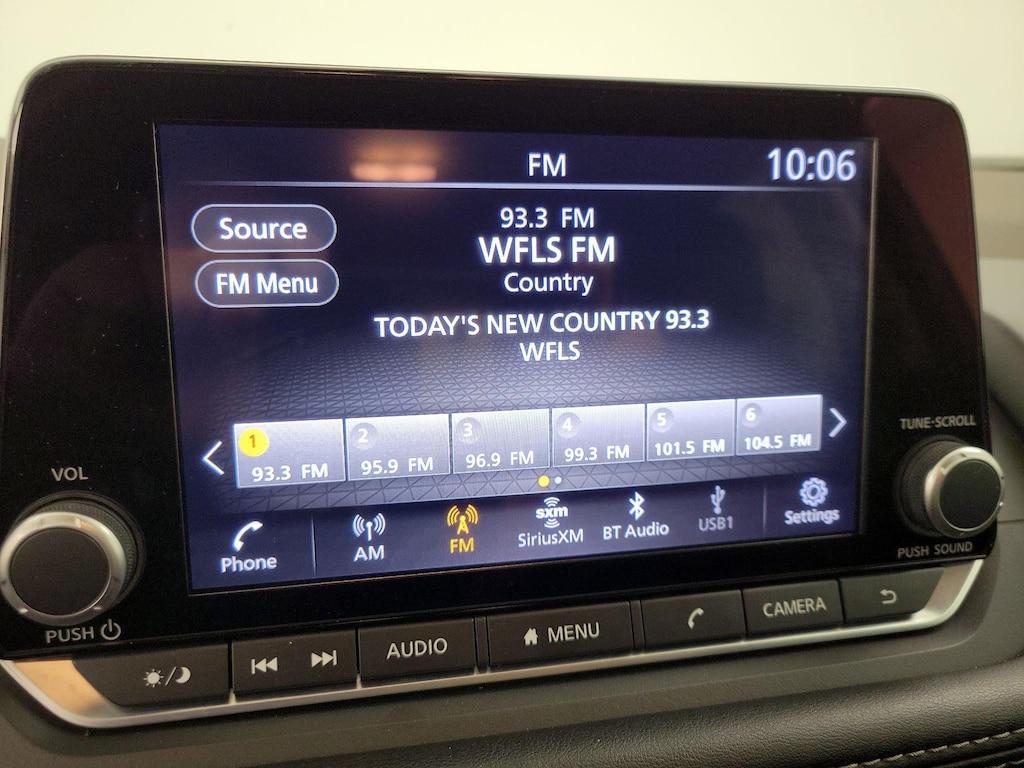 FM
10:06
Source
93.3 FM
WFLS FM
FM Menu
Country
TODAY'S NEW COUNTRY 93.3
WFLS
1
93.3 FM
2
95.9 FM
3
96.9 FM
4
99.3 FM
5
101.5 FM
6
104.5 FM
Phone
AM
FM
sxm
SiriusXM
BT Audio
USB1
Settings
VOL
PUSH
TUNE·SCROLL
PUSH SOUND
AUDIO
MENU
CAMERA